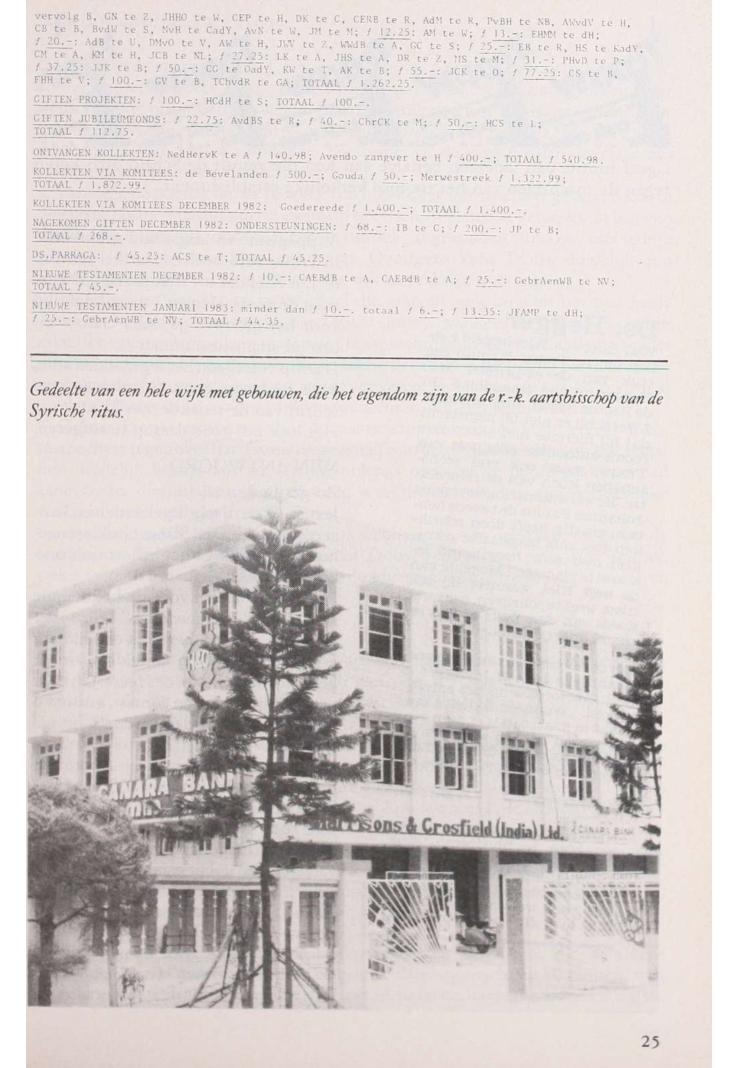 vervolg B, GN te Z, JHHO te W, CEP te H, DK te C, CERB te R, AdM te R, PvBH te NB, AWvdV te H,
CB te B, BvdW te S, NvH te CadY, AvN te W, JM te M; f 12.25: AM te W; f 13.-: EHMM te dH;
f 20.-: AdB te U, DMvO te V, AW te H, JWV te Z, WWdB te A, GC te S; f 25.-: EB te R, HS te KadY,
CM te A, KM te H, JCB te NL; f 27.25: LK te A, JHS te A, DR te Z, MS te M; f 31.-: PHvD te P;
f 37.25: JJK te B; f 50.-: CG te OadY, KW te T, AK te B; f 55.-: JCK te O; f 77.25: CS te B,
FHH te V; f 100.-: GV te B, TChvdR te GA; TOTAAL f 1.262.25.
GIFTEN PROJEKTEN: f 100.-: HCdH te S; TOTAAL f 100.-.
GIFTEN JUBILEUMFONDS: f 22.75: AvdBS te R; f 40.-: ChrCK te M; f 50.-: HCS te L;
TOTAAL f 112.75.
ONTVANGEN KOLLEKTEN: NedHervK te A f 140.98; Avendo zangver te H f 400.-; TOTAAL f 540.98.
KOLLEKTEN VIA KOMITEES: de Bevelanden f 500.-; Gouda f 50.-; Merwestreek f 1.322.99;
TOTAAL f 1.872.99.
KOLLEKTEN VIA KOMITEES DECEMBER 1982: Goedereede f 1.400.-; TOTAAL f 1.400.-.
NAGEKOMEN GIFTEN DECEMBER 1982: ONDERSTEUNINGEN: f 68.-: IB te C; f 200.-: JP te B;
TOTAAL f 268.-.
DS.PARRAGA: f 45.25: ACS te T; TOTAAL f 45.25.
NIEUWE TESTAMENTEN DECEMBER 1982: f 10.-: CAEBdB te A, CAEBdB te A; f 25.-: GebrAenWB te NV;
TOTAAL f 45.-.
NIEUWE TESTAMENTEN JANUARI 1983: minder dan f 10.-. totaal f 6.-; f 13.35: JFAMP te dH;
f 25.-: GebrAenWB te NV; TOTAAL f 44.35.
Gedeelte van een hele wijk met gebouwen, die het eigendom zijn van de r.-k. aartsbisschop van de
Syrische ritus.
H&C
CANARA BANK
Harrisons & Crosfield (India) Ltd.
CANARA BANK
25